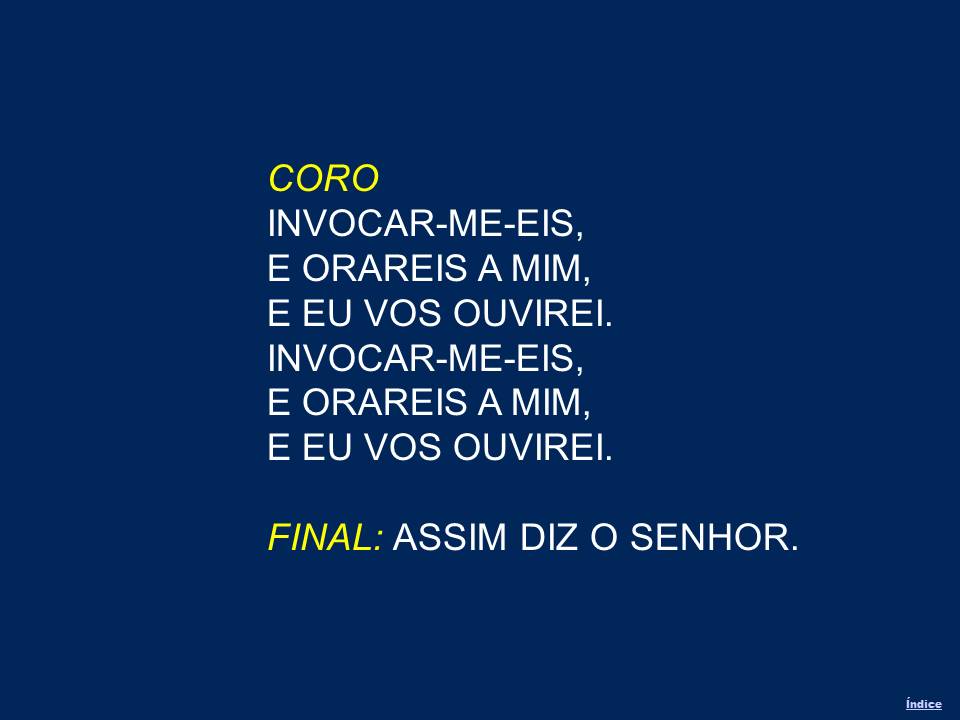 CORO
INVOCAR-ME-EIS,
E ORAREIS A MIM,
E EU VOS OUVIREI.
INVOCAR-ME-EIS,
E ORAREIS A MIM,
E EU VOS OUVIREI.
FINAL: ASSIM DIZ O SENHOR.
Índice